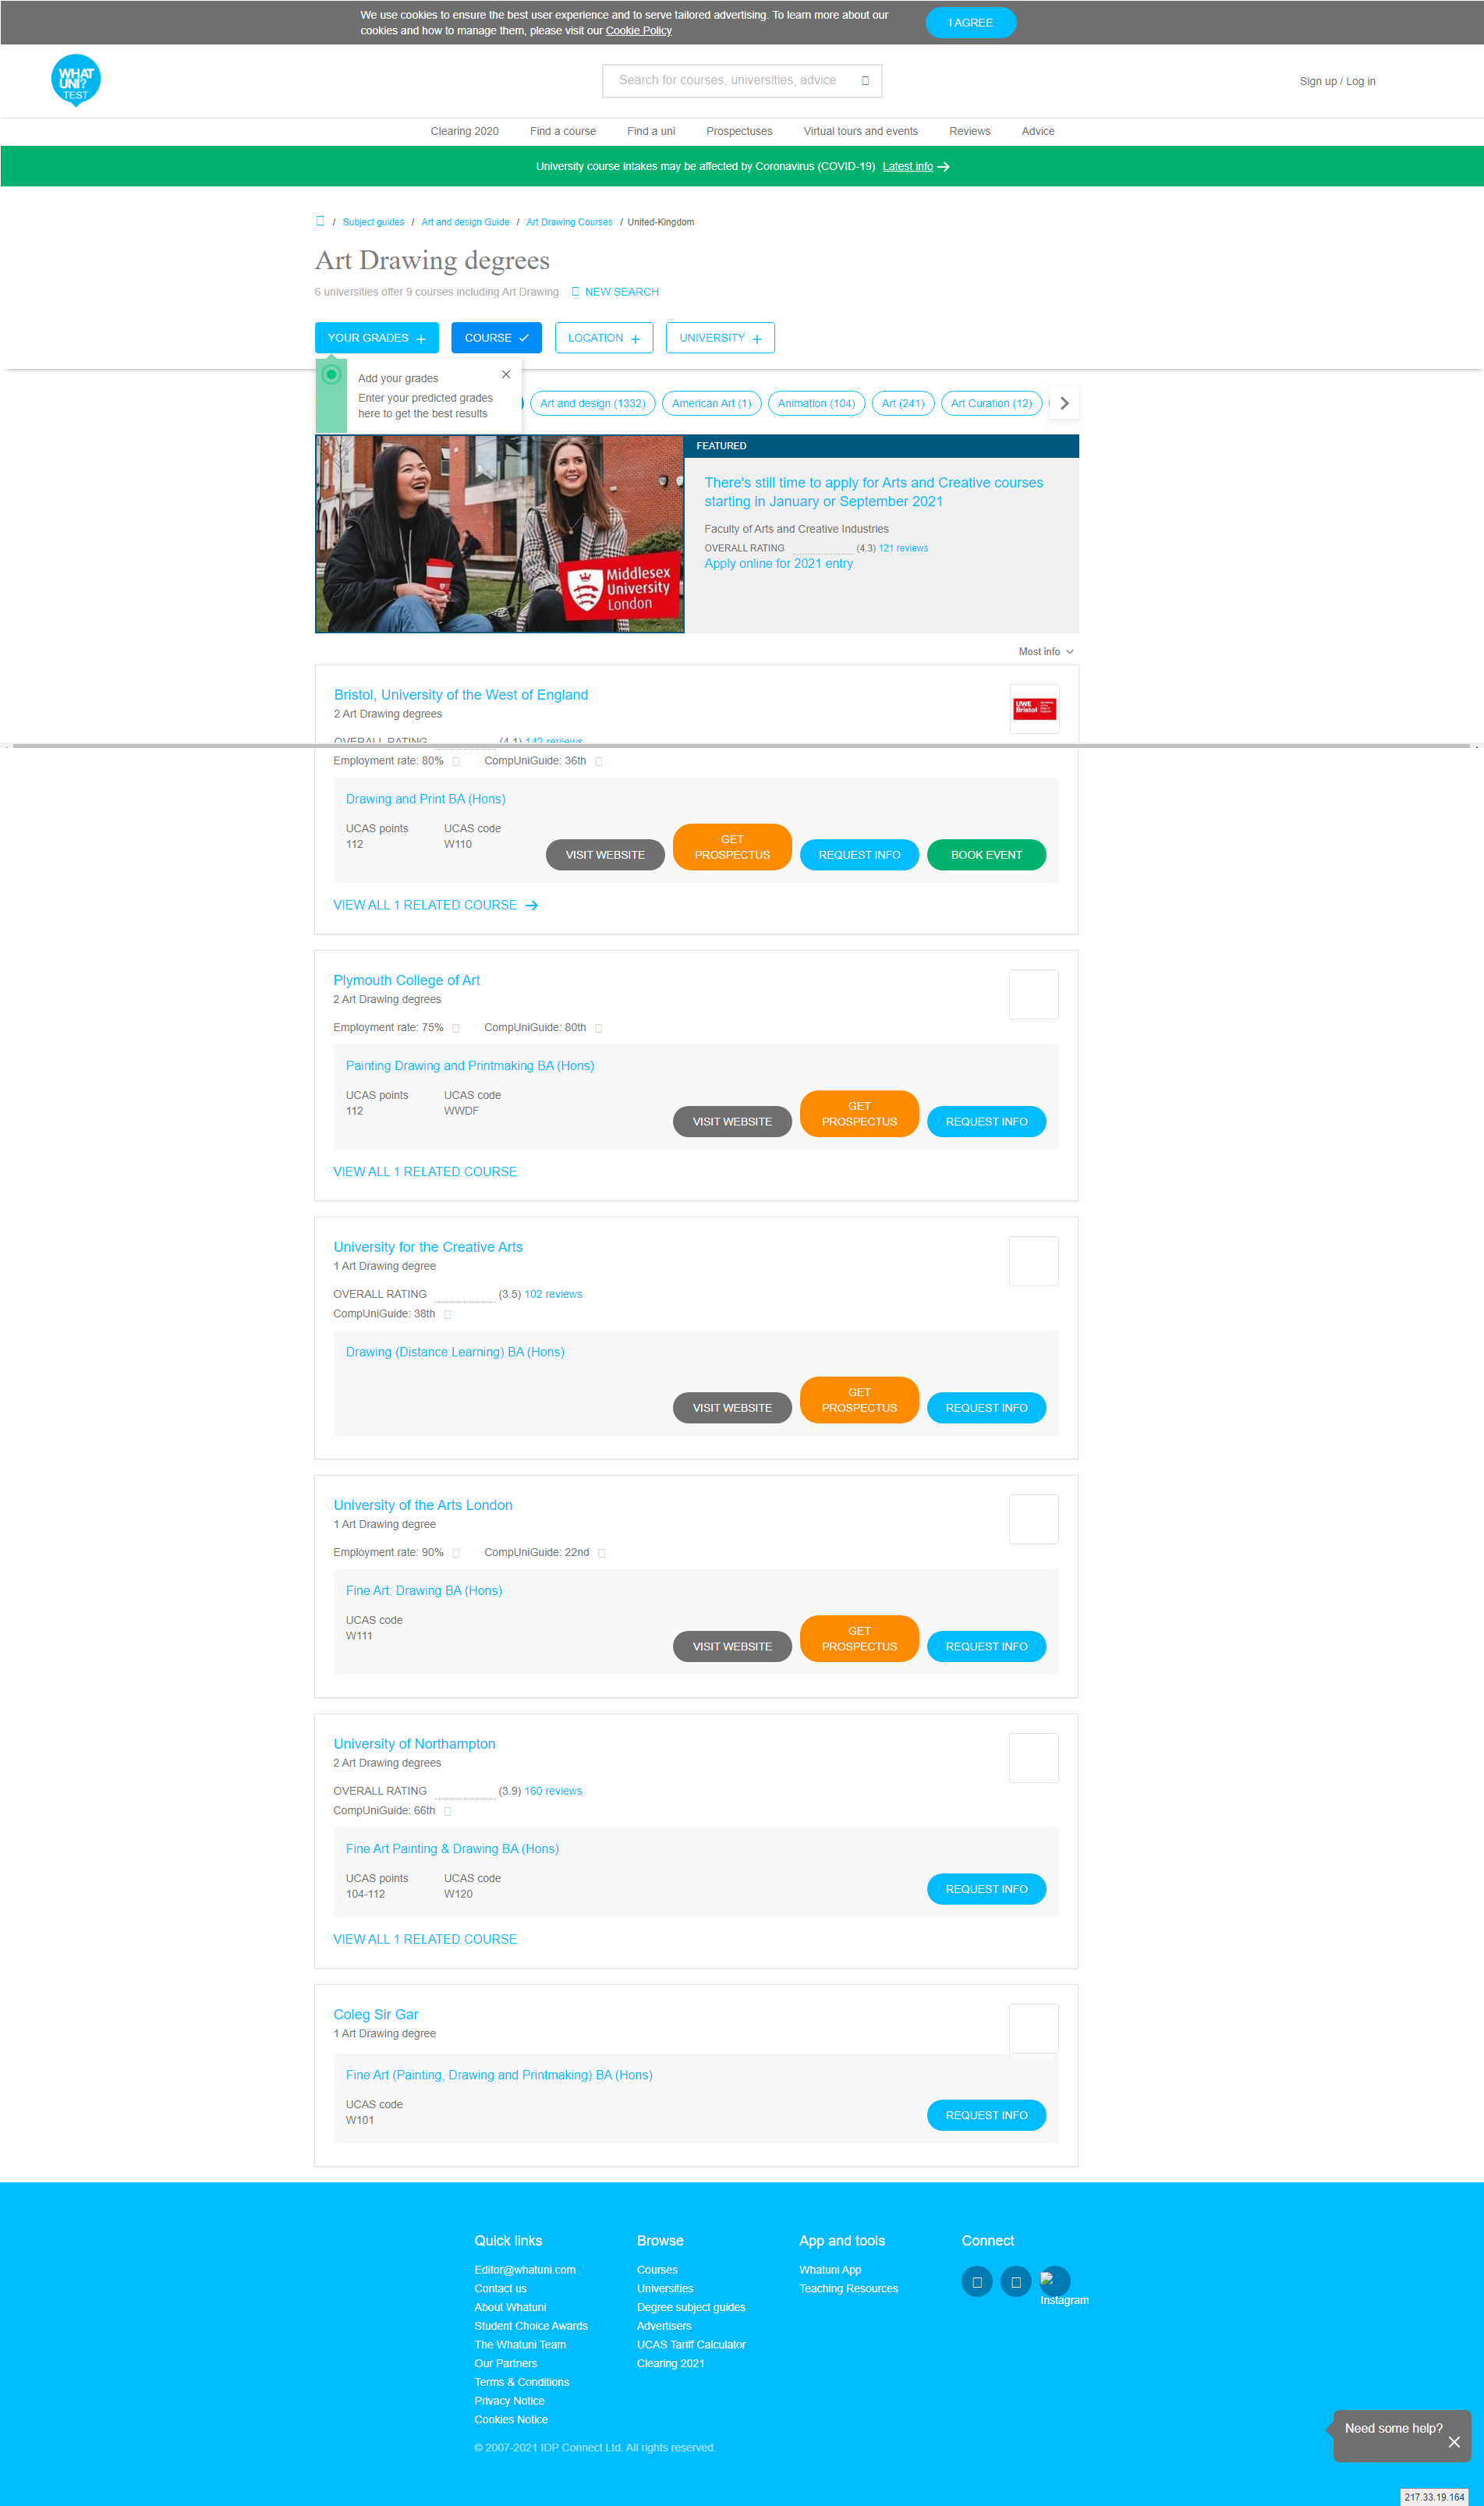 We use cookies to ensure the best user experience and to serve tailored advertising. To learn more about our
cookies and how to manage them, please visit our Cookie Policy
I AGREE
WHAT
UNI?
TEST
Search for courses, universities, advice
Sign up / Log in
Clearing 2020 Find a course Find a uni Prospectuses Virtual tours and events Reviews Advice
University course intakes may be affected by Coronavirus (COVID-19) Latest info
/ Subject guides / Art and design Guide / Art Drawing Courses / United-Kingdom
Art Drawing degrees
6 universities offer 9 courses including Art Drawing NEW SEARCH
YOUR GRADES COURSE LOCATION UNIVERSITY
Add your grades
Enter your predicted grades
here to get the best results
Art and design (1332) American Art (1) Animation (104) Art (241) Art Curation (12)
Middlesex
University
London
FEATURED
There's still time to apply for Arts and Creative courses
starting in January or September 2021
Faculty of Arts and Creative Industries
OVERALL RATING (4.3) 121 reviews
Apply online for 2021 entry
Most info
Bristol, University of the West of England
2 Art Drawing degrees
UWE
Bristol
OVERALL RATING (4.1) 142 reviews
Employment rate: 80% CompUniGuide: 36th
Drawing and Print BA (Hons)
UCAS points UCAS code
112 W110
VISIT WEBSITE
GET
PROSPECTUS
REQUEST INFO
BOOK EVENT
VIEW ALL 1 RELATED COURSE
Plymouth College of Art
2 Art Drawing degrees
Employment rate: 75% CompUniGuide: 80th
Painting Drawing and Printmaking BA (Hons)
UCAS points UCAS code
112 WWDF
VISIT WEBSITE
GET
PROSPECTUS
REQUEST INFO
VIEW ALL 1 RELATED COURSE
University for the Creative Arts
1 Art Drawing degree
OVERALL RATING (3.5) 102 reviews
CompUniGuide: 38th
Drawing (Distance Learning) BA (Hons)
VISIT WEBSITE
GET
PROSPECTUS
REQUEST INFO
University of the Arts London
1 Art Drawing degree
Employment rate: 90% CompUniGuide: 22nd
Fine Art: Drawing BA (Hons)
UCAS code
W111
VISIT WEBSITE
GET
PROSPECTUS
REQUEST INFO
University of Northampton
2 Art Drawing degrees
OVERALL RATING (3.9) 160 reviews
CompUniGuide: 66th
Fine Art Painting & Drawing BA (Hons)
UCAS points UCAS code
104-112 W120
REQUEST INFO
VIEW ALL 1 RELATED COURSE
Coleg Sir Gar
1 Art Drawing degree
Fine Art (Painting, Drawing and Printmaking) BA (Hons)
UCAS code
W101
REQUEST INFO
Quick links
Editor@whatuni.com
Contact us
About Whatuni
Student Choice Awards
The Whatuni Team
Our Partners
Terms & Conditions
Privacy Notice
Cookies Notice
Browse
Courses
Universities
Degree subject guides
Advertisers
UCAS Tariff Calculator
Clearing 2021
App and tools
Whatuni App
Teaching Resources
Connect
Instagram
© 2007-2021 IDP Connect Ltd. All rights reserved.
Need some help?
217.33.19.164